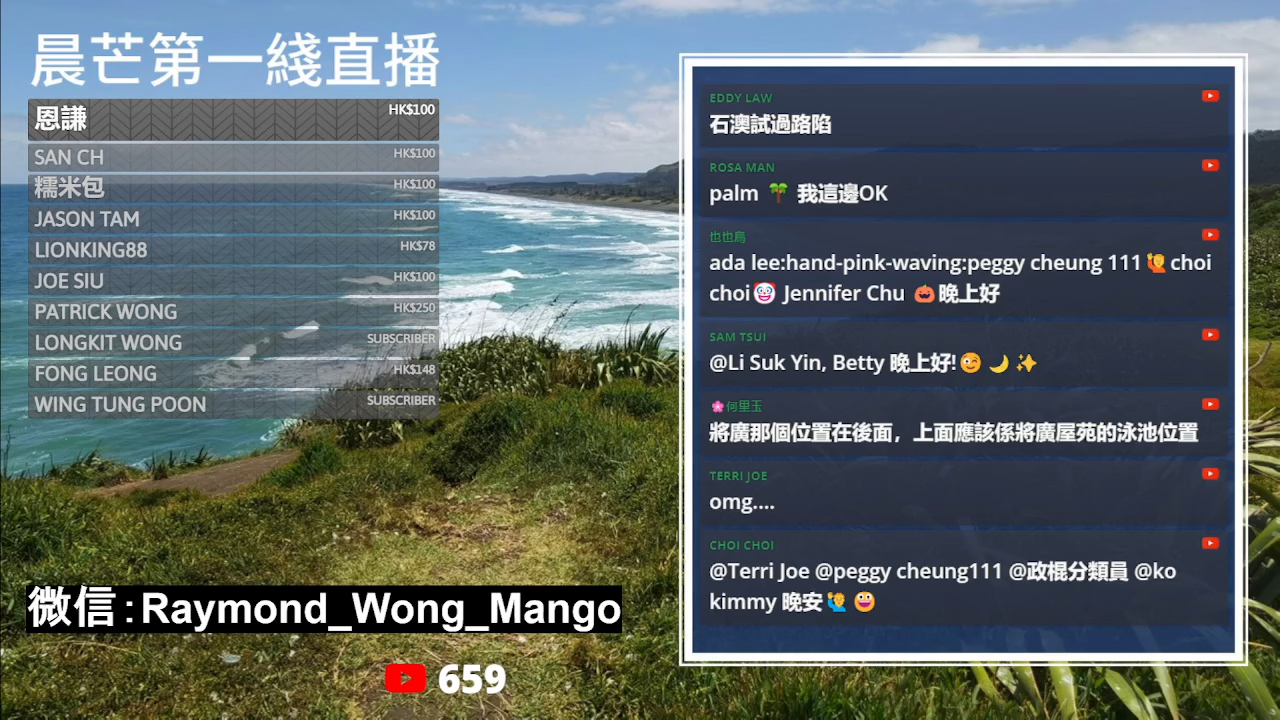 晨芒第一綫直播
恩謙 HK$100
SAN CH HK$100
糯米包 HK$100
JASON TAM HK$100
LIONKING88 HK$78
JOE SIU HK$100
PATRICK WONG HK$250
LONGKIT WONG SUBSCRIBER
FONG LEONG HK$148
WING TUNG POON SUBSCRIBER
微信:Raymond_Wong_Mango
659
EDDY LAW
石澳試過路陷
ROSA MAN
palm 🌴 我這邊OK
也也鳥
ada lee:hand-pink-waving:peggy cheung 111🙋choi
choi🤡 Jennifer Chu 🎃晚上好
SAM TSUI
@Li Suk Yin, Betty 晚上好!😉 🌙 ✨
🌸何里玉
將廣那個位置在後面，上面應該係將廣屋苑的泳池位置
TERRI JOE
omg....
CHOI CHOI
@Terri Joe @peggy cheung111 @政棍分類員 @ko
kimmy 晚安🙋‍♂️ 😀